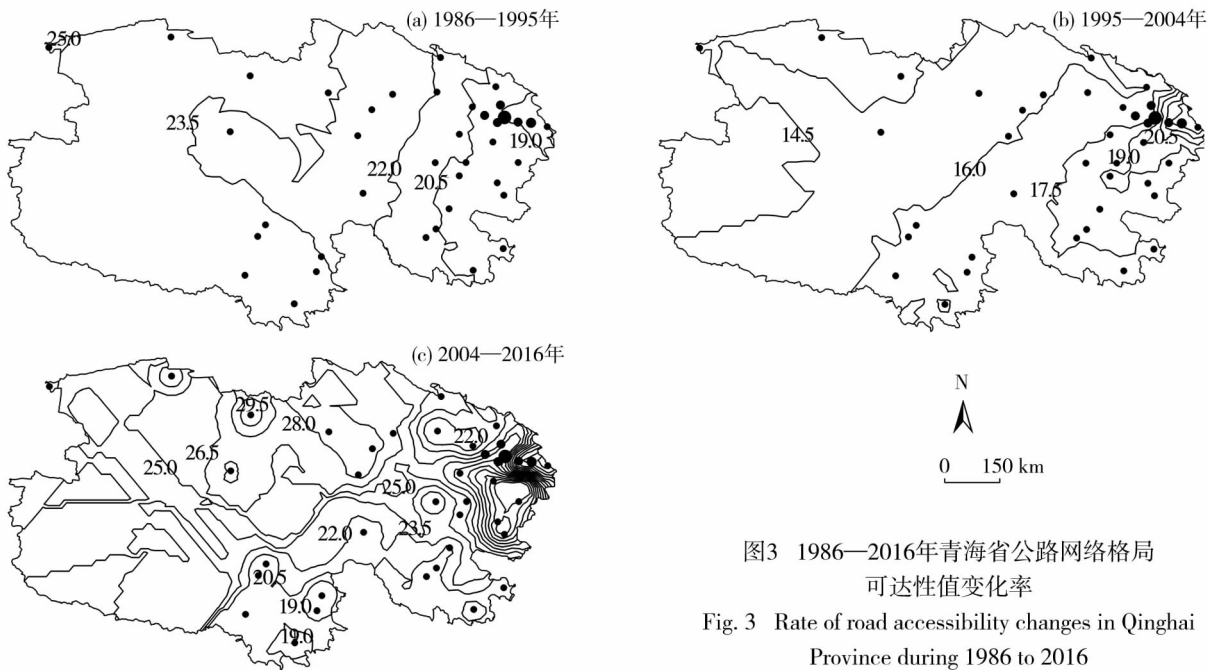 (a) 1986—1995年
25.0
23.5
22.0
20.5
19.0
(b) 1995—2004年
14.5
16.0
17.5
19.0
20.5
(c) 2004—2016年
29.5
28.0
26.5
25.0
22.0
25.0
23.5
22.0
20.5
19.0
19.0
N
0 150 km
图3 1986—2016年青海省公路网络格局
可达性值变化率
Fig. 3 Rate of road accessibility changes in Qinghai
Province during 1986 to 2016